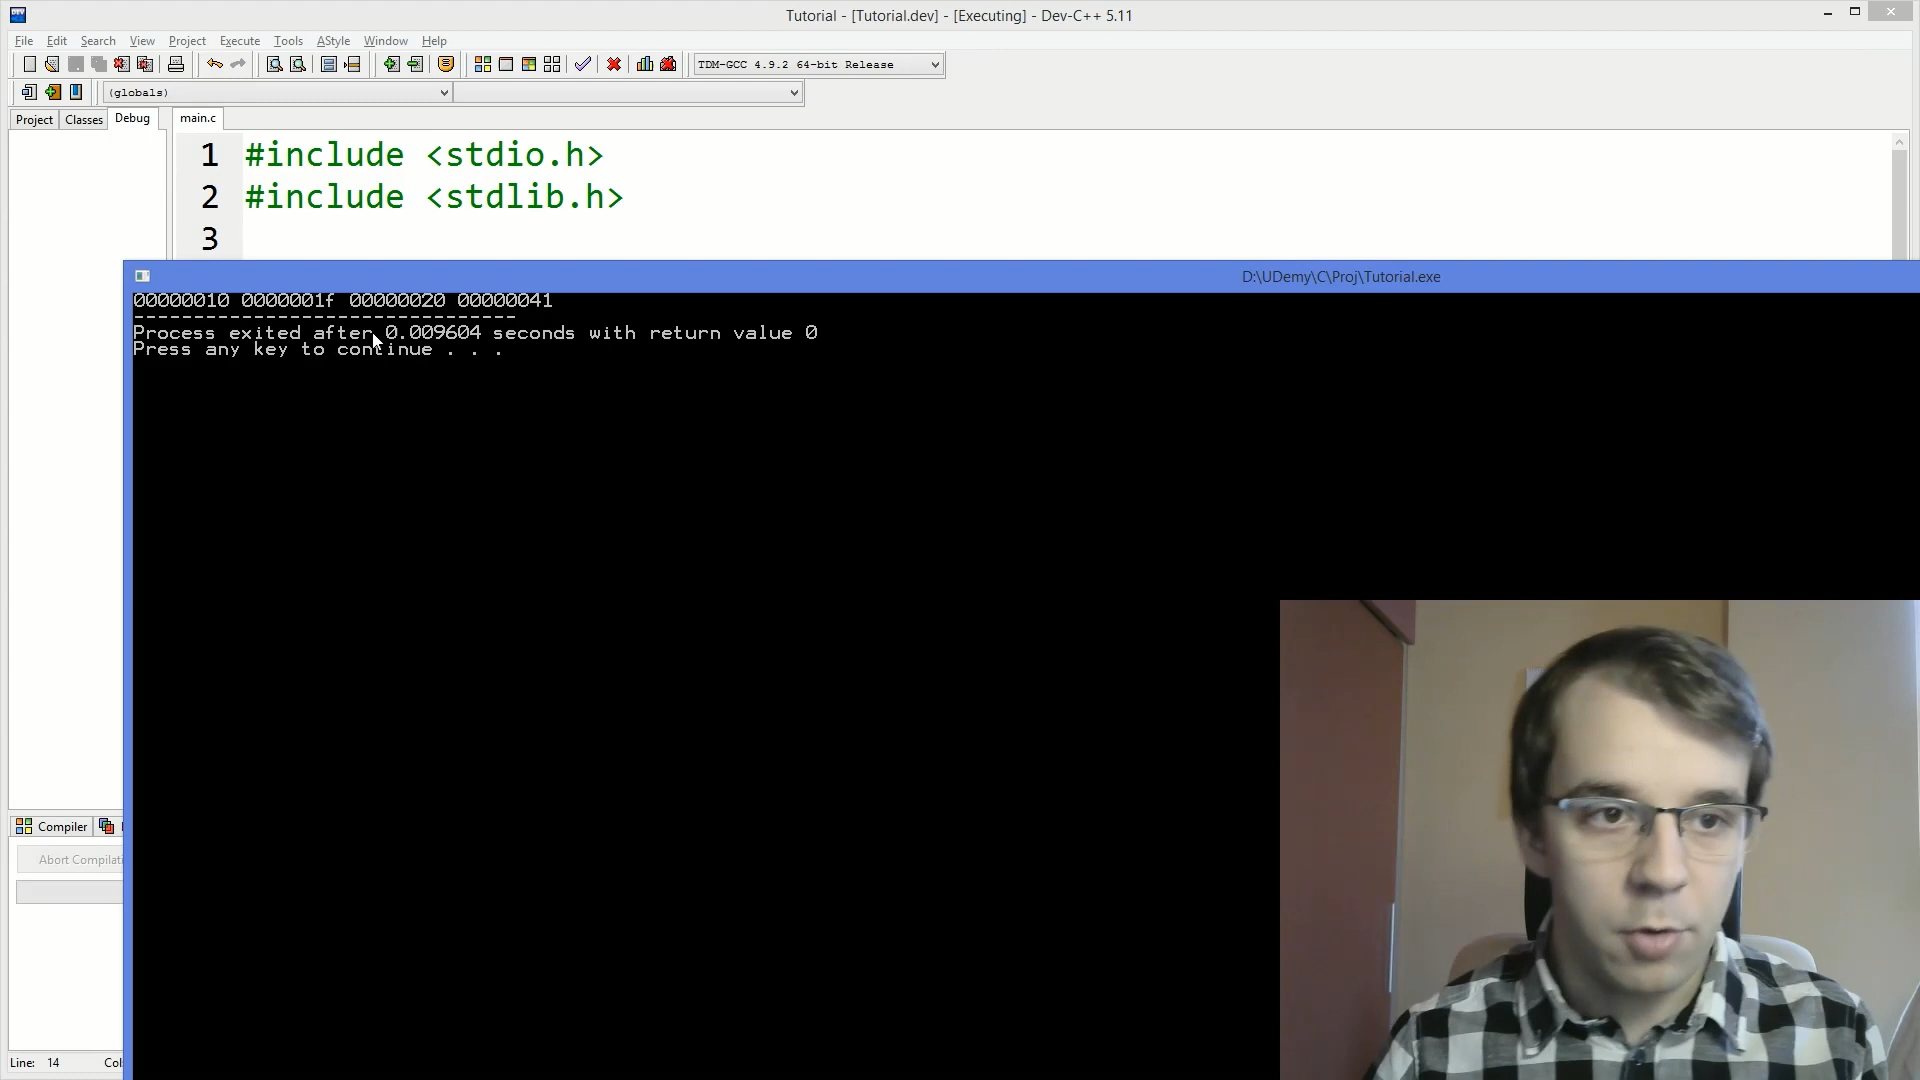 Tutorial - [Tutorial.dev] - [Executing] - Dev-C++ 5.11
File Edit Search View Project Execute Tools AStyle Window Help
TDM-GCC 4.9.2 64-bit Release
(globals)
Project Classes Debug main.c
1 #include <stdio.h>
2 #include <stdlib.h>
3
D:\UDemy\C\Proj\Tutorial.exe
00000010 0000001f 00000020 00000041
--------------------------------
Process exited after 0.009604 seconds with return value 0
Press any key to continue . . .
Compiler
Abort Compilati
Line: 14 Col: